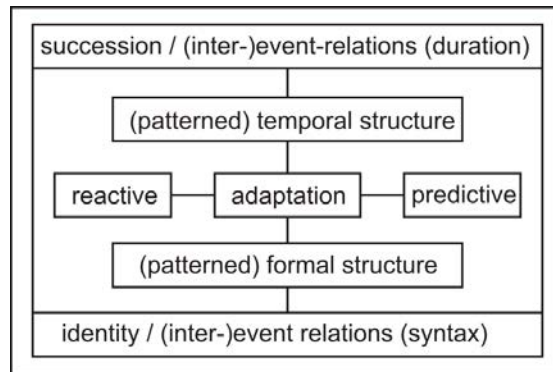 succession / (inter-)event-relations (duration)
(patterned) temporal structure
reactive
adaptation
predictive
(patterned) formal structure
identity / (inter-)event relations (syntax)